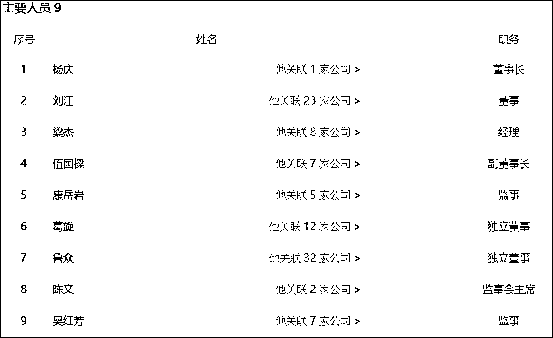 主要人员 9
序号 姓名 职务
1 杨庆 他关联 1 家公司 > 董事长
2 刘江 他关联 23 家公司 > 董事
3 梁杰 他关联 8 家公司 > 经理
4 伍国樑 他关联 7 家公司 > 副董事长
5 康岳岩 他关联 5 家公司 > 监事
6 葛旋 他关联 12 家公司 > 独立董事
7 鲁众 他关联 32 家公司 > 独立董事
8 陈文 他关联 2 家公司 > 监事会主席
9 吴红芳 他关联 7 家公司 > 监事